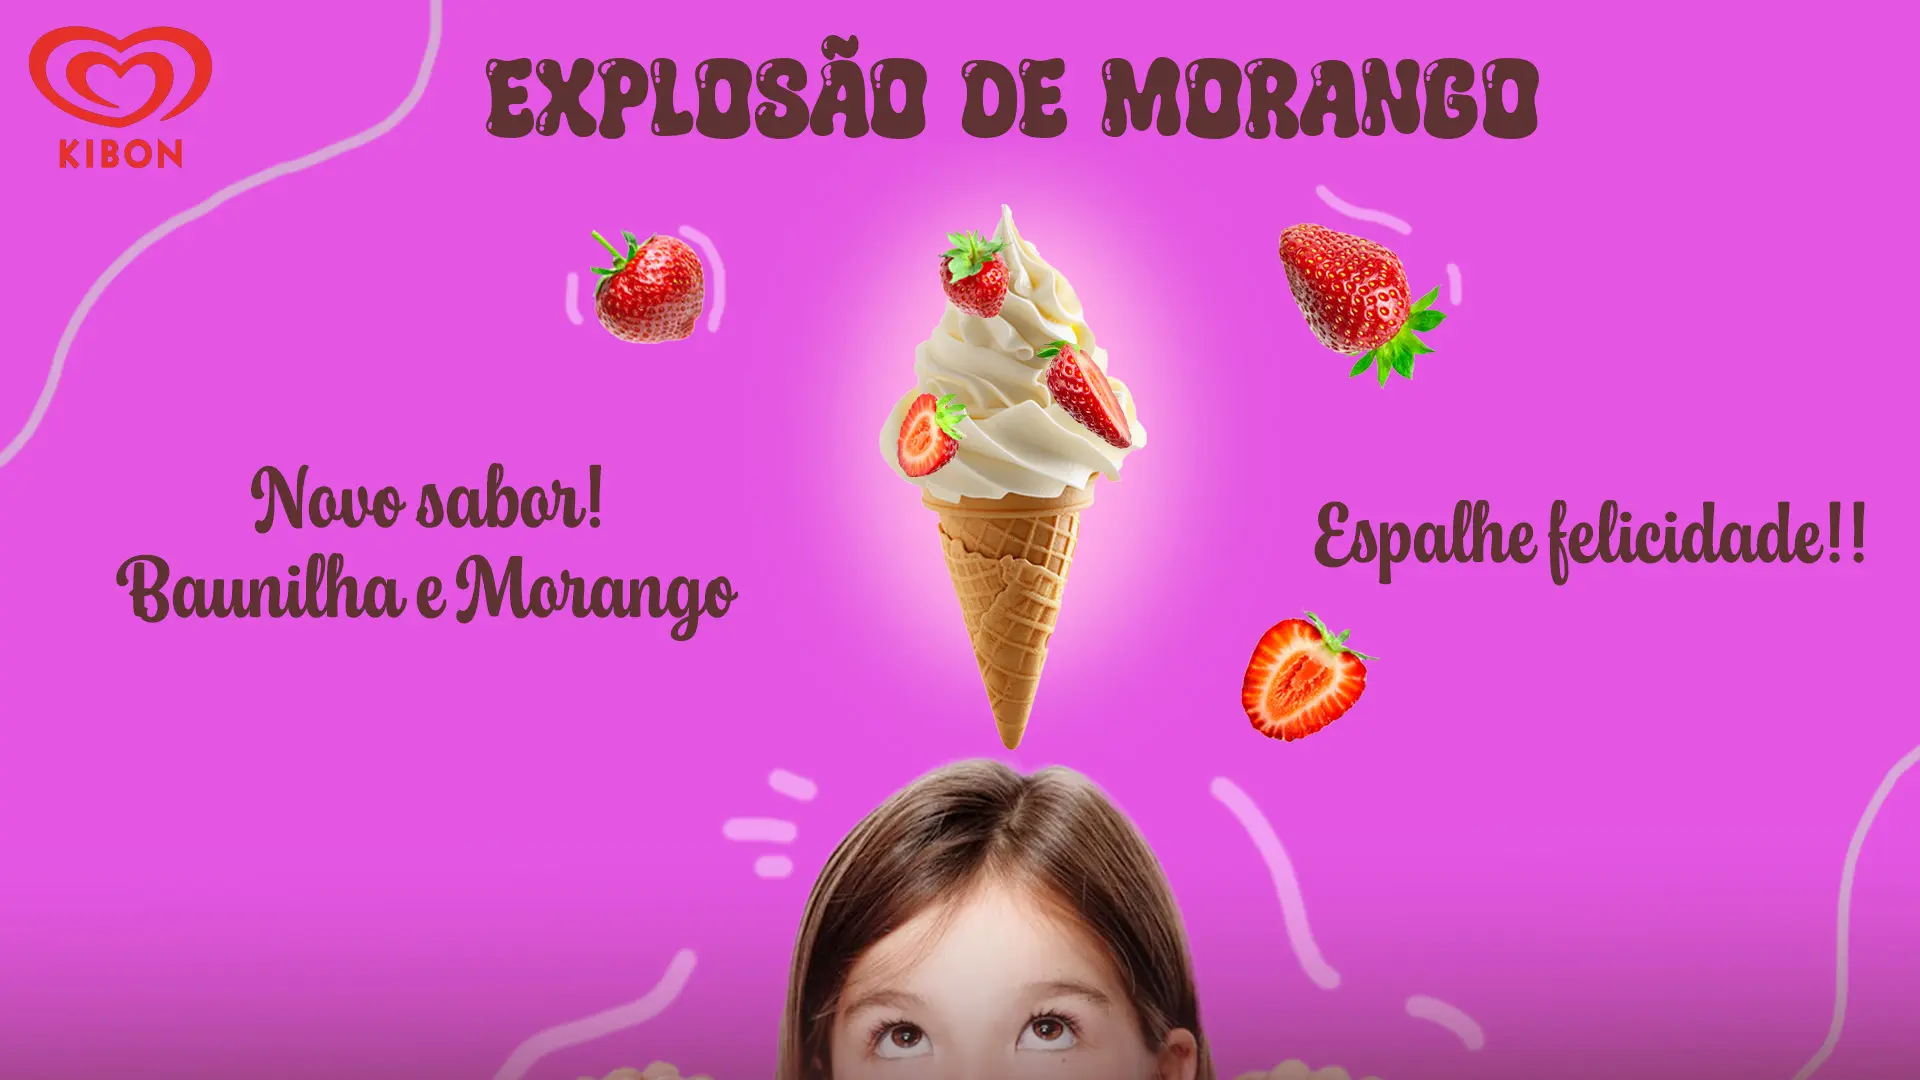 KIBON
EXPLOSÃO DE MORANGO
Novo sabor!
Baunilha e Morango
Espalhe felicidade!!